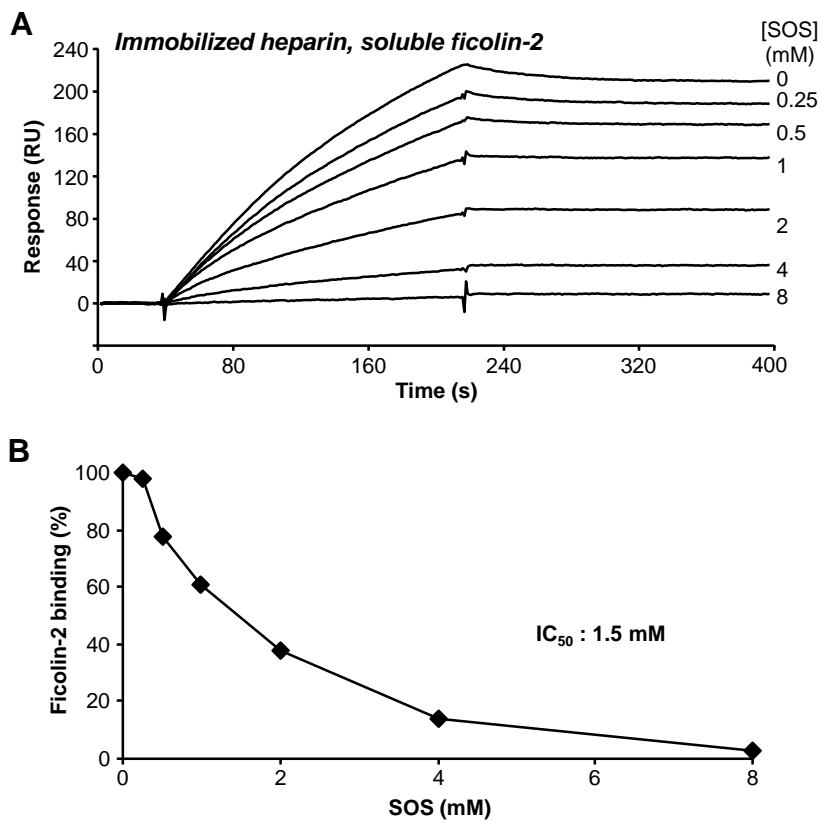 A
Immobilized heparin, soluble ficolin-2
[SOS]
(mM)
240
200
160
120
80
40
0
Response (RU)
0
0.25
0.5
1
2
4
8
0 80 160 240 320 400
Time (s)
B
100
80
60
40
20
0
Ficolin-2 binding (%)
IC50 : 1.5 mM
0 2 4 6 8
SOS (mM)